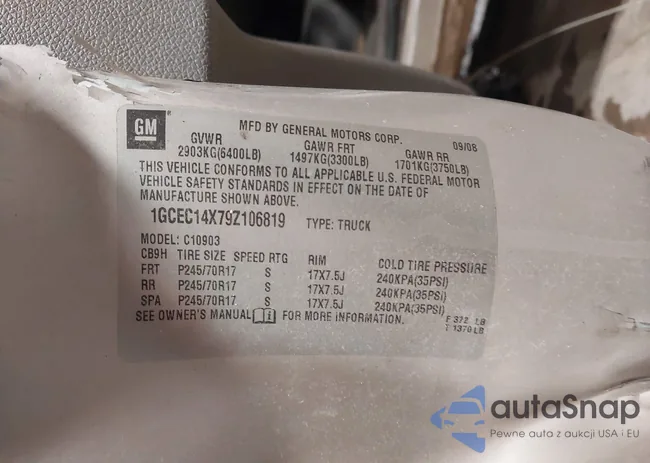 GM
MFD BY GENERAL MOTORS CORP. 09/08
GVWR GAWR FRT GAWR RR
2903KG(6400LB) 1497KG(3300LB) 1701KG(3750LB)
THIS VEHICLE CONFORMS TO ALL APPLICABLE U.S. FEDERAL MOTOR
VEHICLE SAFETY STANDARDS IN EFFECT ON THE DATE OF
MANUFACTURE SHOWN ABOVE.
1GCEC14X79Z106819 TYPE: TRUCK
MODEL: C10903
CB9H TIRE SIZE SPEED RTG RIM COLD TIRE PRESSURE
FRT P245/70R17 S 17X7.5J 240KPA(35PSI)
RR P245/70R17 S 17X7.5J 240KPA(35PSI)
SPA P245/70R17 S 17X7.5J 240KPA(35PSI)
SEE OWNER'S MANUAL FOR MORE INFORMATION.
F 372 LB
T 1370 LB
autaSnap
Pewne auta z aukcji USA i EU